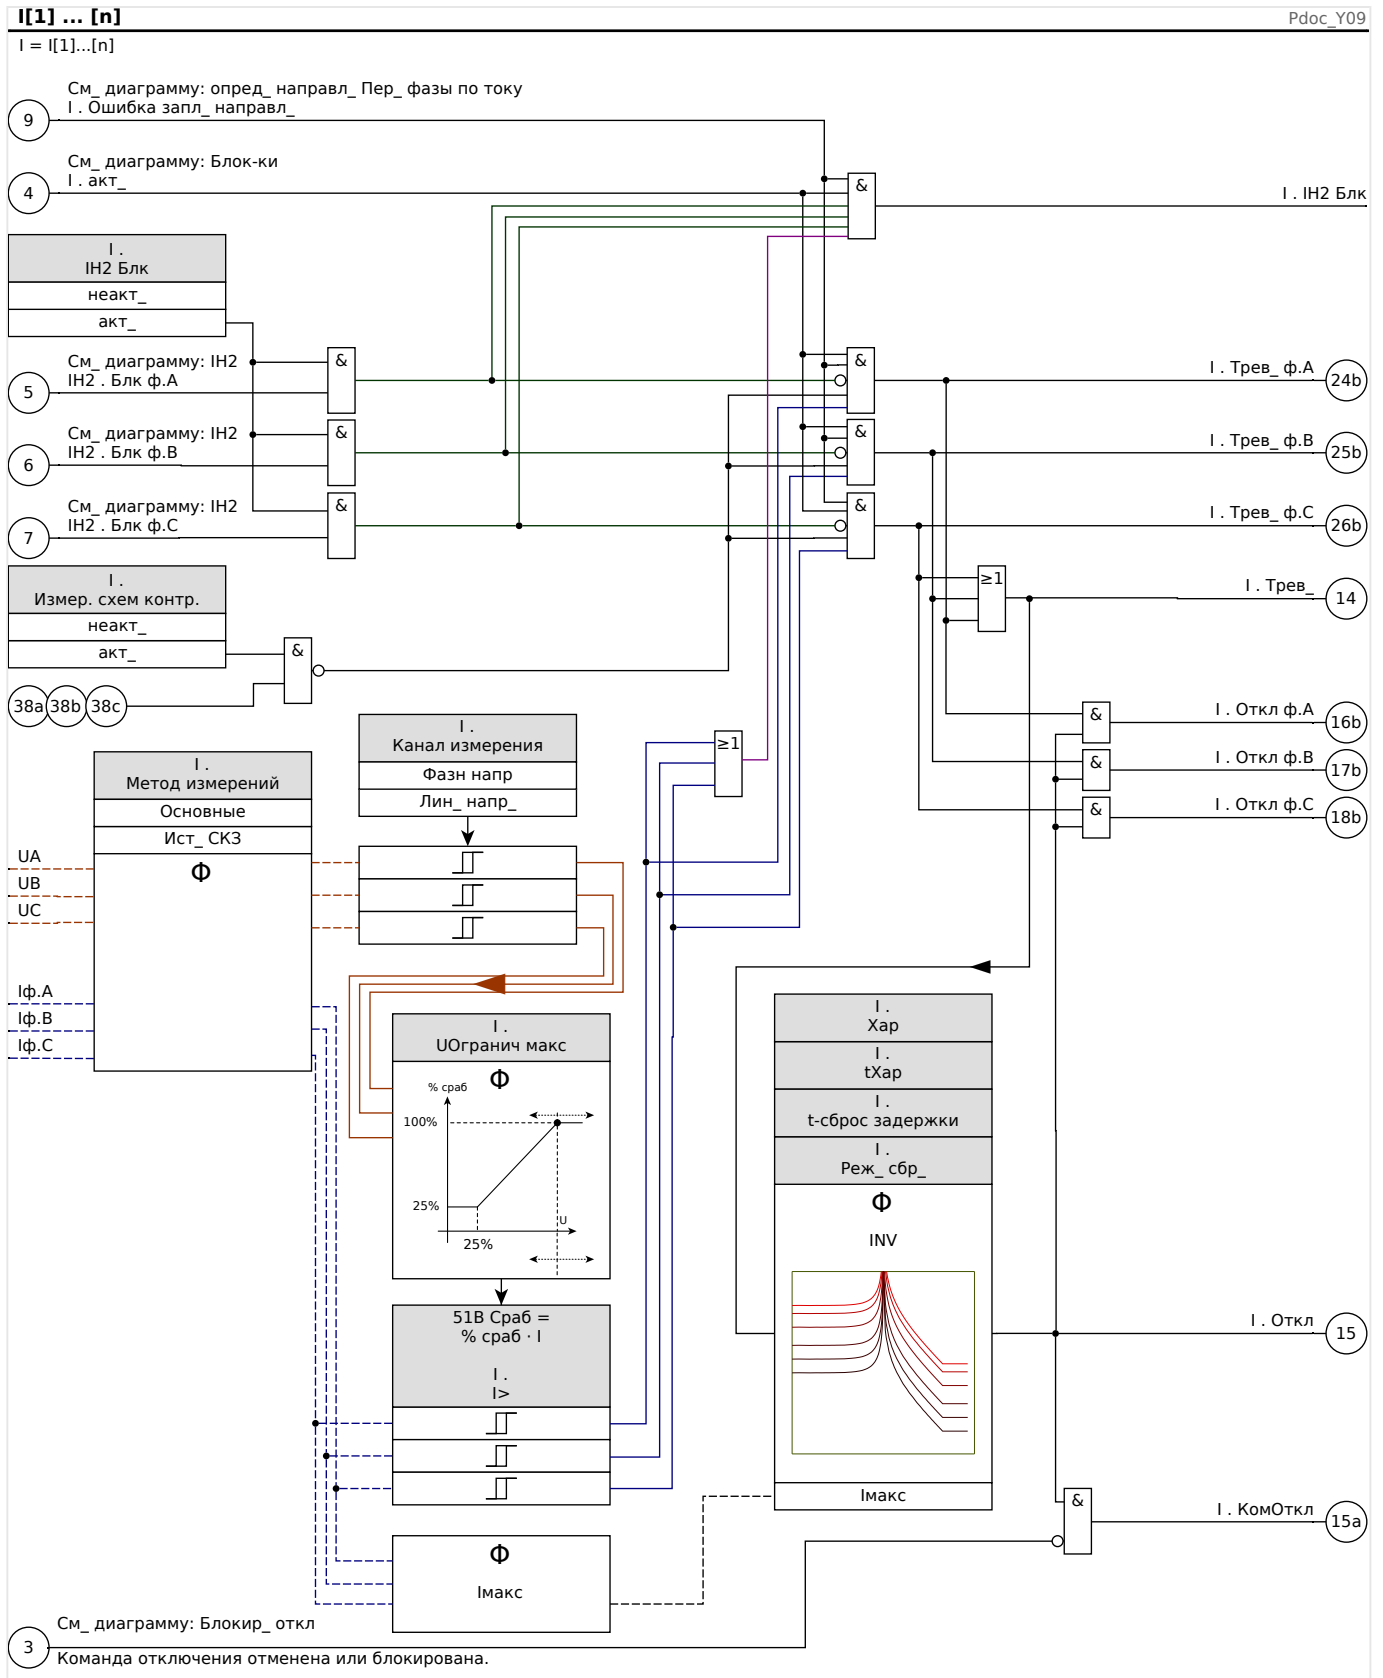 I[1] ... [n]
Pdoc_Y09
I = I[1]...[n]
См_ диаграмму: опред_ направл_ Пер_ фазы по току
I . Ошибка запл_ направл_
9
См_ диаграмму: Блок-ки
I . акт_
4
&
I . IH2 Блк
I .
IH2 Блк
неакт_
акт_
См_ диаграмму: IH2
IH2 . Блк ф.A
5
&
&
I . Трев_ ф.A
24b
См_ диаграмму: IH2
IH2 . Блк ф.B
6
&
&
I . Трев_ ф.B
25b
См_ диаграмму: IH2
IH2 . Блк ф.C
7
&
&
I . Трев_ ф.C
26b
I .
Измер. схем контр.
неакт_
акт_
&
38a 38b 38c
≥1
I . Трев_
14
&
I . Откл ф.A
16b
&
I . Откл ф.B
17b
&
I . Откл ф.C
18b
I .
Канал измерения
Фазн напр
Лин_ напр_
≥1
I .
Метод измерений
Основные
Ист_ СКЗ
Φ
UA
UB
UC
Iф.A
Iф.B
Iф.C
I .
UОгранич макс
Φ
% сраб
100%
25%
U
25%
51В Сраб =
% сраб · I
I .
I>
I .
Хар
I .
tХар
I .
t-сброс задержки
I .
Реж_ сбр_
Φ
INV
Iмакс
I . Откл
15
&
I . КомОткл
15a
Φ
Iмакс
См_ диаграмму: Блокир_ откл
3
Команда отключения отменена или блокирована.